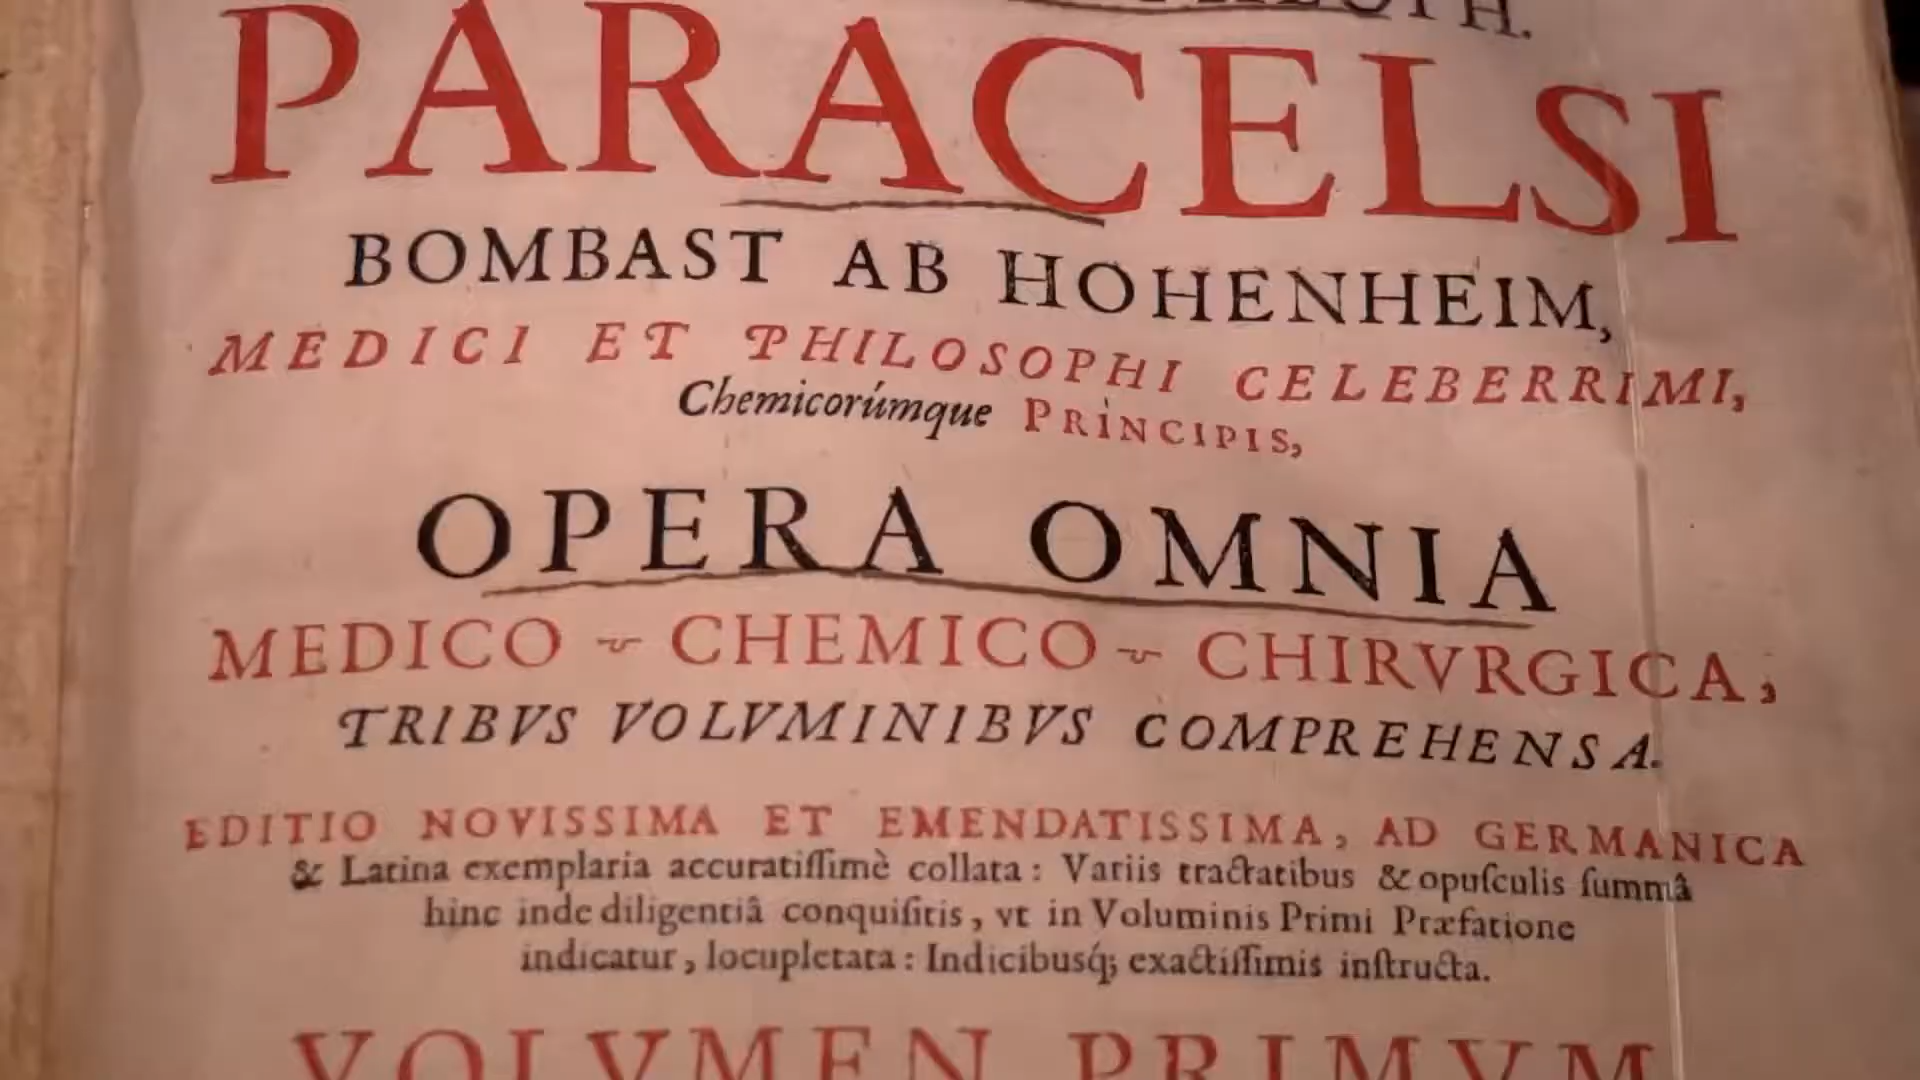 PARACELSI
BOMBAST AB HOHENHEIM,
MEDICI ET PHILOSOPHI CELEBERRIMI,
Chemicorúmque PRINCIPIS,
OPERA OMNIA
MEDICO - CHEMICO - CHIRVRGICA,
TRIBVS VOLVMINIBVS COMPREHENSA.
EDITIO NOVISSIMA ET EMENDATISSIMA, AD GERMANICA
& Latina exemplaria accuratiſſimè collata : Variis tractatibus & opuſculis ſummâ
hinc inde diligentiâ conquiſitis, vt in Voluminis Primi Præfatione
indicatur, locupletata : Indicibusq́; exactiſſimis inſtructa.
VOLVMEN PRIMVM